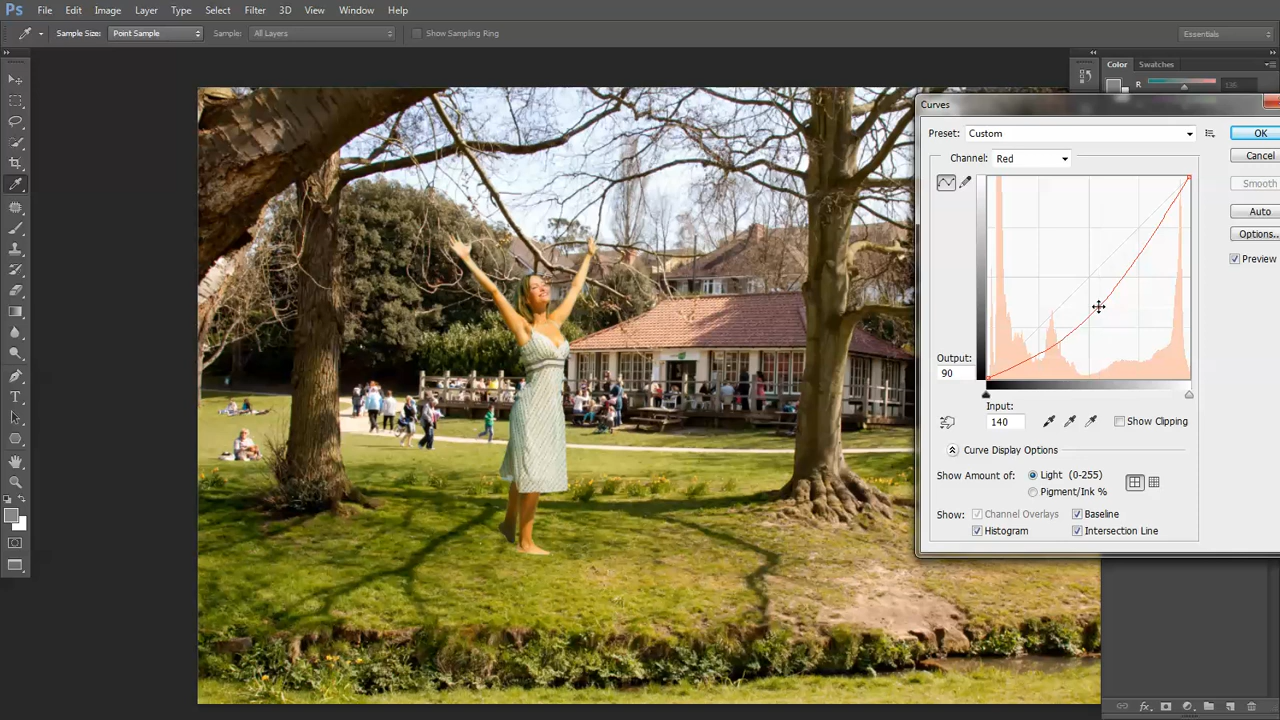 Ps File Edit Image Layer Type Select Filter 3D View Window Help
Sample Size: Point Sample Sample: All Layers Show Sampling Ring Essentials
Color Swatches
R 135
Curves
Preset: Custom OK
Channel: Red Cancel
Smooth
Auto
Options..
Preview
Output:
90
Input:
140 Show Clipping
Curve Display Options
Show Amount of: Light (0-255)
Pigment/Ink %
Show: Channel Overlays Baseline
Histogram Intersection Line